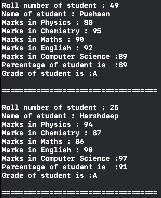 Roll number of student : 49
Name of student : Pushaan
Marks in Physics : 88
Marks in Chemistry : 95
Marks in Maths : 90
Marks in English : 92
Marks in Computer Science :89
Percentage of student is :89
Grade of student is :A
==================================
Roll number of student : 25
Name of student : Harshdeep
Marks in Physics : 94
Marks in Chemistry : 87
Marks in Maths : 86
Marks in English : 90
Marks in Computer Science :97
Percentage of student is :91
Grade of student is :A
==================================